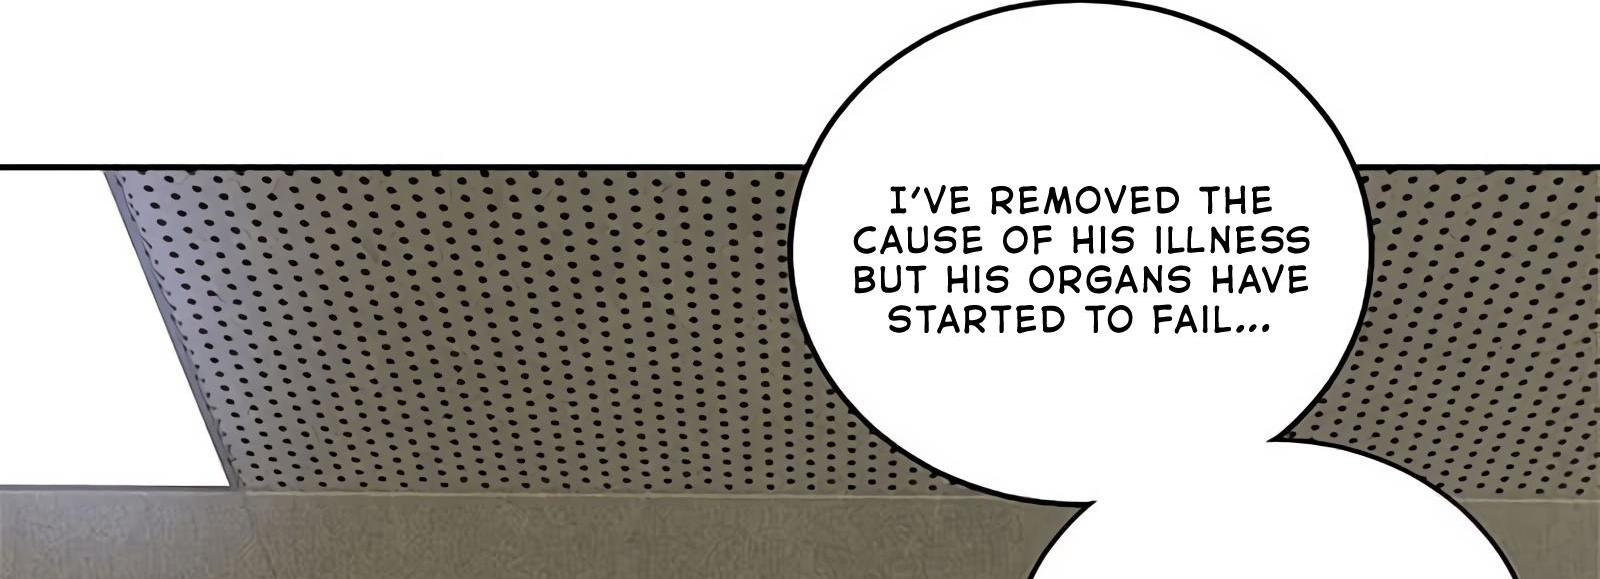 I'VE REMOVED THE
CAUSE OF HIS ILLNESS
BUT HIS ORGANS HAVE
STARTED TO FAIL...